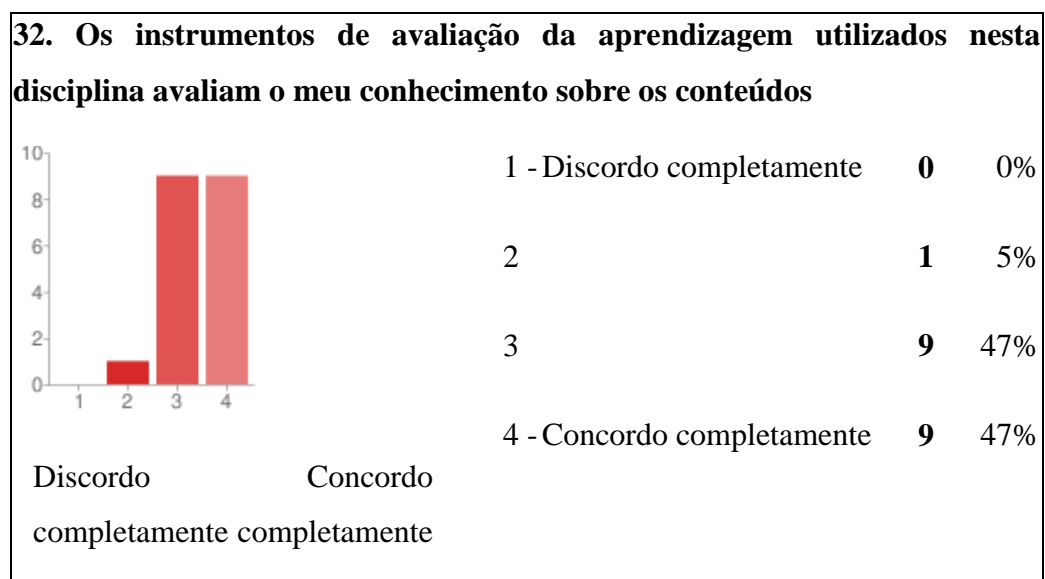 32. Os instrumentos de avaliação da aprendizagem utilizados nesta
disciplina avaliam o meu conhecimento sobre os conteúdos
10
8
6
4
2
0
1 2 3 4
Discordo Concordo
completamente completamente
1 - Discordo completamente 0 0%
2 1 5%
3 9 47%
4 - Concordo completamente 9 47%